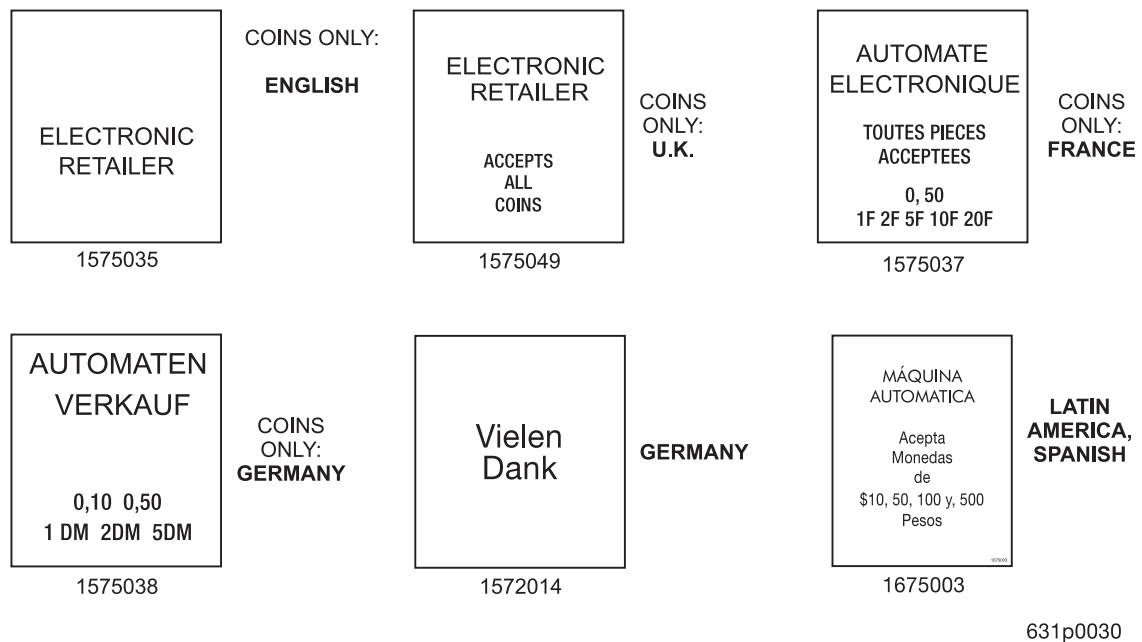 ELECTRONIC
RETAILER
1575035
COINS ONLY:
ENGLISH
ELECTRONIC
RETAILER
ACCEPTS
ALL
COINS
1575049
COINS
ONLY:
U.K.
AUTOMATE
ELECTRONIQUE
TOUTES PIECES
ACCEPTEES
0, 50
1F 2F 5F 10F 20F
1575037
COINS
ONLY:
FRANCE
AUTOMATEN
VERKAUF
0,10 0,50
1 DM 2DM 5DM
1575038
COINS
ONLY:
GERMANY
Vielen
Dank
1572014
GERMANY
MÁQUINA
AUTOMATICA
Acepta
Monedas
de
$10, 50, 100 y, 500
Pesos
1675003
1675003
LATIN
AMERICA,
SPANISH
631p0030